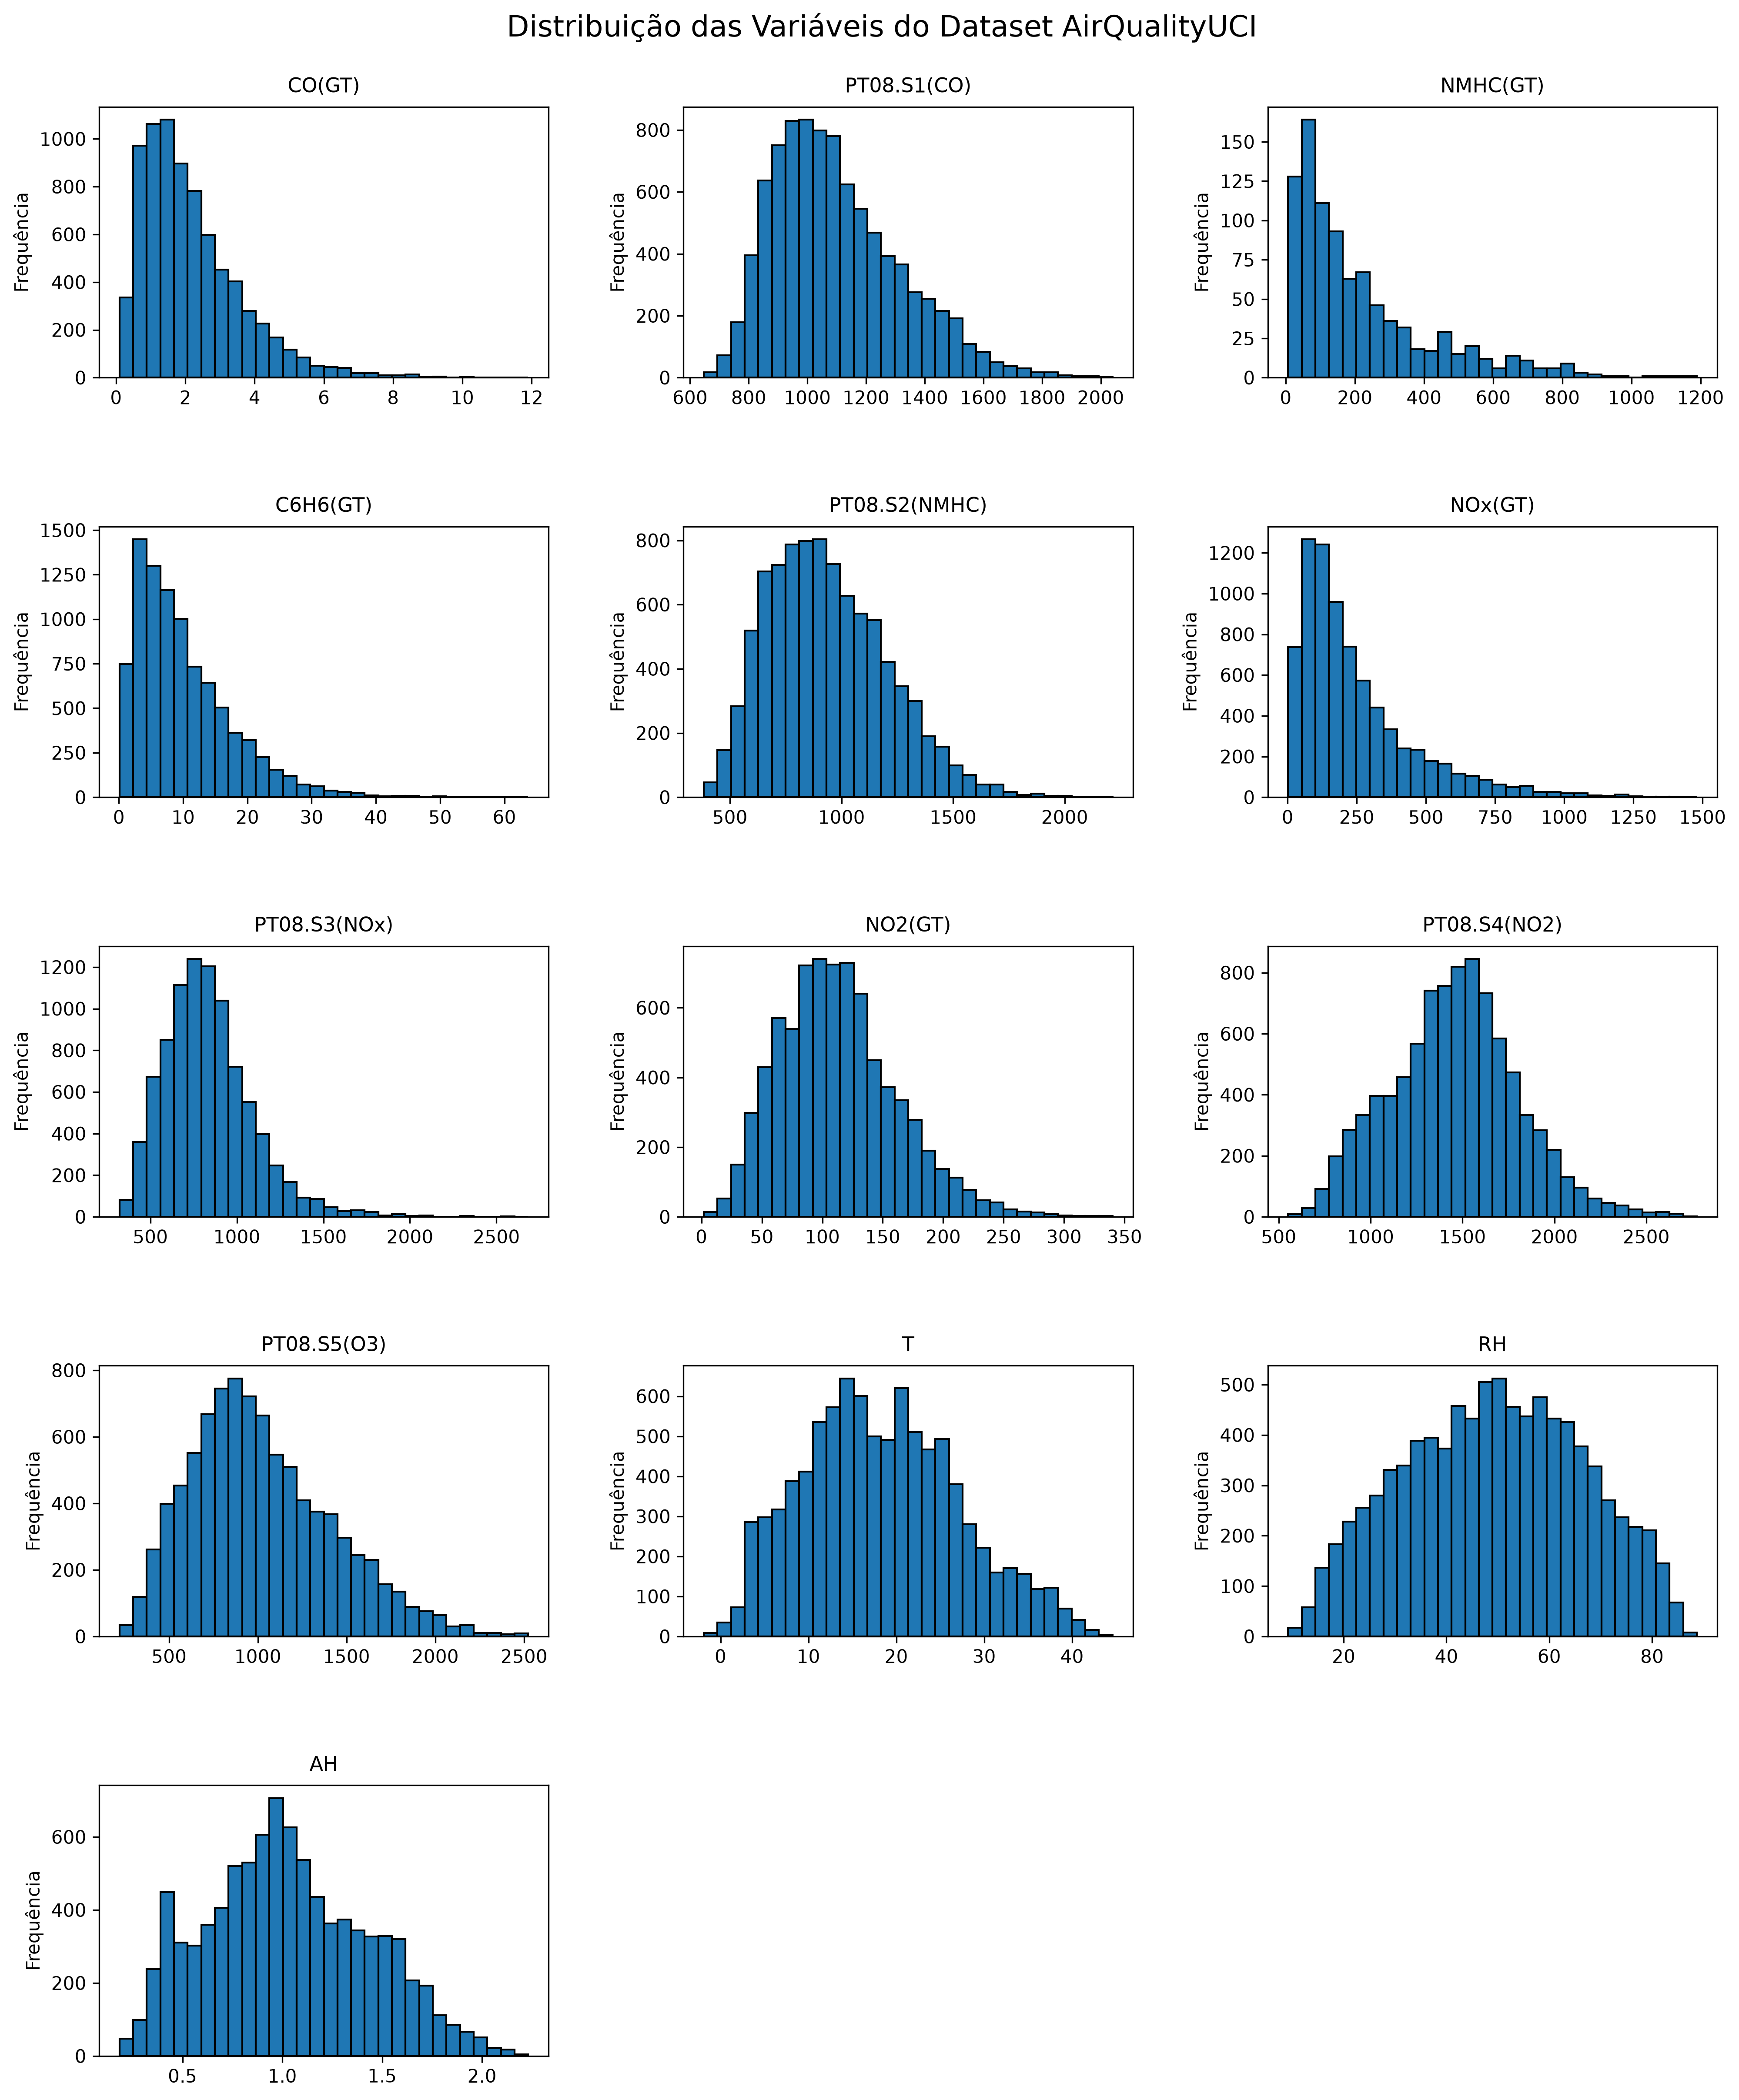 Distribuição das Variáveis do Dataset AirQualityUCI
CO(GT)
Frequência
0
200
400
600
800
1000
0 2 4 6 8 10 12
PT08.S1(CO)
Frequência
0
200
400
600
800
600 800 1000 1200 1400 1600 1800 2000
NMHC(GT)
Frequência
0
25
50
75
100
125
150
0 200 400 600 800 1000 1200
C6H6(GT)
Frequência
0
250
500
750
1000
1250
1500
0 10 20 30 40 50 60
PT08.S2(NMHC)
Frequência
0
200
400
600
800
500 1000 1500 2000
NOx(GT)
Frequência
0
200
400
600
800
1000
1200
0 250 500 750 1000 1250 1500
PT08.S3(NOx)
Frequência
0
200
400
600
800
1000
1200
500 1000 1500 2000 2500
NO2(GT)
Frequência
0
200
400
600
0 50 100 150 200 250 300 350
PT08.S4(NO2)
Frequência
0
200
400
600
800
500 1000 1500 2000 2500
PT08.S5(O3)
Frequência
0
200
400
600
800
500 1000 1500 2000 2500
T
Frequência
0
100
200
300
400
500
600
0 10 20 30 40
RH
Frequência
0
100
200
300
400
500
20 40 60 80
AH
Frequência
0
200
400
600
0.5 1.0 1.5 2.0